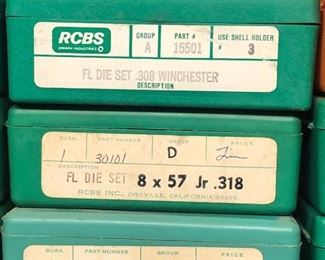 RCBS
OMARK INDUSTRIES
GROUP PART # USE SHELL HOLDER
A 15501 # 3
FL DIE SET .308 WINCHESTER
DESCRIPTION
QUAN. PART NUMBER GROUP PRICE
1 30101 D
DESCRIPTION
FL DIE SET 8 x 57 Jr .318
RCBS INC., OROVILLE, CALIFORNIA 95965
QUAN. PART NUMBER GROUP PRICE